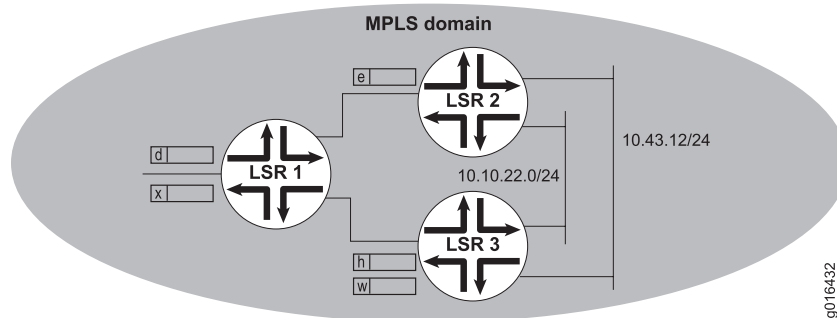 MPLS domain
e
LSR 2
d
10.43.12/24
LSR 1
10.10.22.0/24
x
LSR 3
h
w
g016432